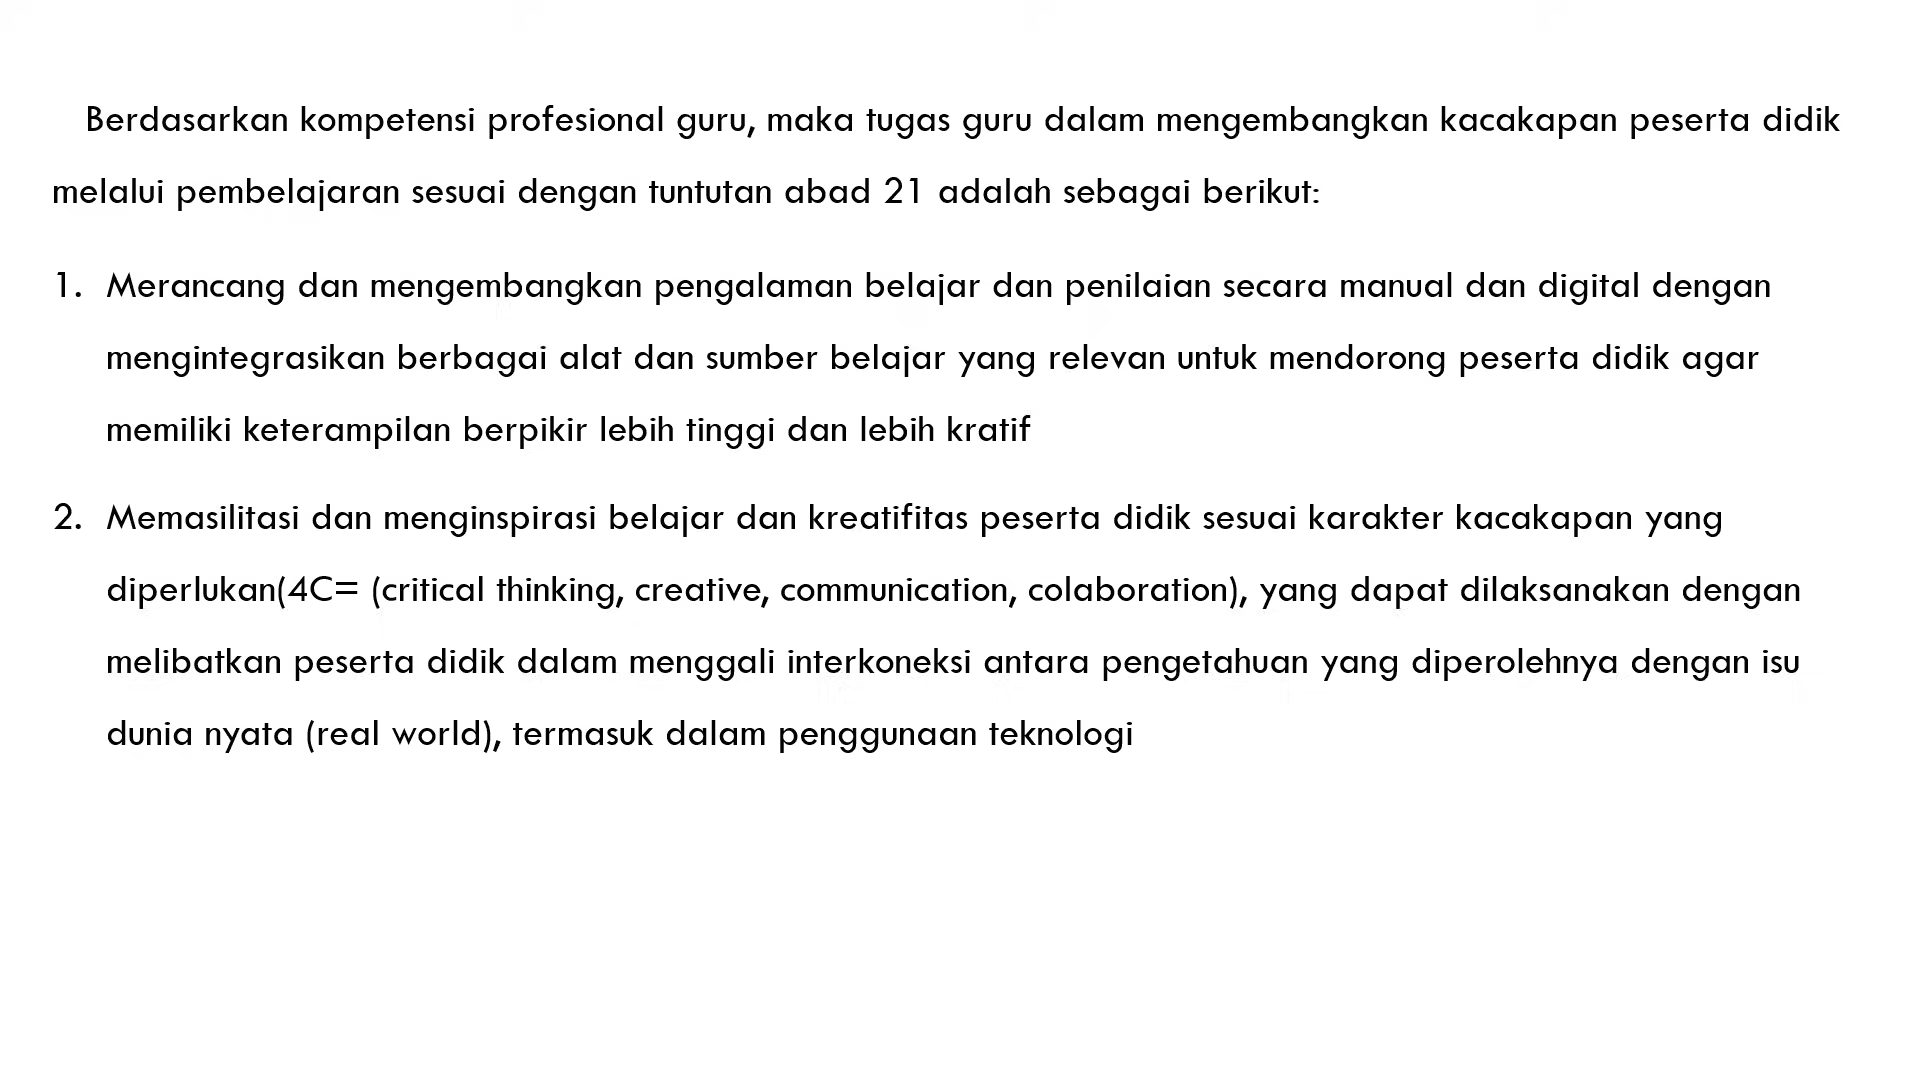 Berdasarkan kompetensi profesional guru, maka tugas guru dalam mengembangkan kacakapan peserta didik
melalui pembelajaran sesuai dengan tuntutan abad 21 adalah sebagai berikut:
1. Merancang dan mengembangkan pengalaman belajar dan penilaian secara manual dan digital dengan
mengintegrasikan berbagai alat dan sumber belajar yang relevan untuk mendorong peserta didik agar
memiliki keterampilan berpikir lebih tinggi dan lebih kratif
2. Memasilitasi dan menginspirasi belajar dan kreatifitas peserta didik sesuai karakter kacakapan yang
diperlukan(4C= (critical thinking, creative, communication, colaboration), yang dapat dilaksanakan dengan
melibatkan peserta didik dalam menggali interkoneksi antara pengetahuan yang diperolehnya dengan isu
dunia nyata (real world), termasuk dalam penggunaan teknologi